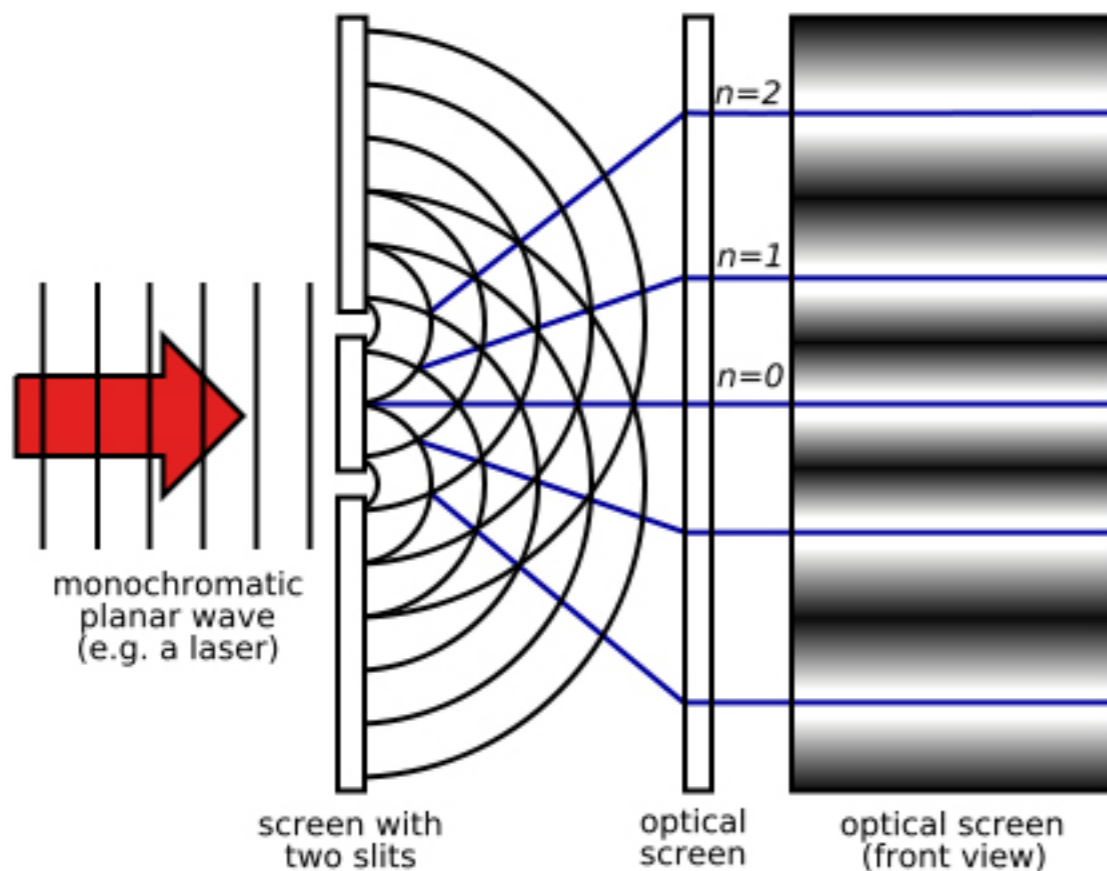 n=2
n=1
n=0
monochromatic
planar wave
(e.g. a laser)
screen with
two slits
optical
screen
optical screen
(front view)